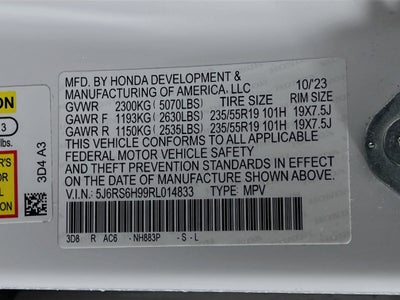 MFD. BY HONDA DEVELOPMENT &
MANUFACTURING OF AMERICA, LLC 10/'23
GVWR 2300KG (5070LBS) TIRE SIZE RIM SIZE
GAWR F 1193KG (2630LBS) 235/55R19 101H 19X7.5J
GAWR R 1150KG (2535LBS) 235/55R19 101H 19X7.5J
THIS VEHICLE CONFORMS TO ALL APPLICABLE
FEDERAL MOTOR VEHICLE SAFETY
AND THEFT PREVENTION STANDARDS IN EFFECT ON
THE DATE OF MANUFACTURE SHOWN ABOVE.
V.I.N.: 5J6RS6H99RL014833 TYPE: MPV
3D8 R AC6 -NH883P -S-L
ON
3
R'S
FOR
3D4 A3